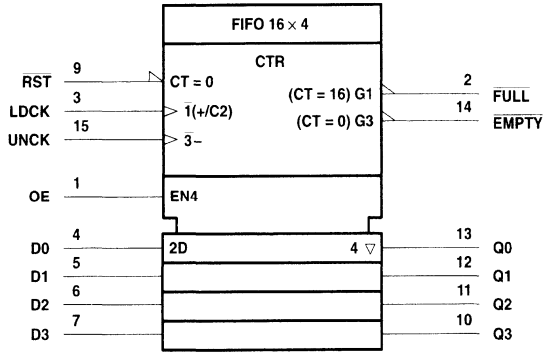 FIFO 16 × 4
CTR
9
RST
CT = 0
3
LDCK
1(+/C2)
15
UNCK
3−
(CT = 16) G1
2
FULL
(CT = 0) G3
14
EMPTY
1
OE
EN4
4
D0
2D
4 ▽
13
Q0
5
D1
12
Q1
6
D2
11
Q2
7
D3
10
Q3